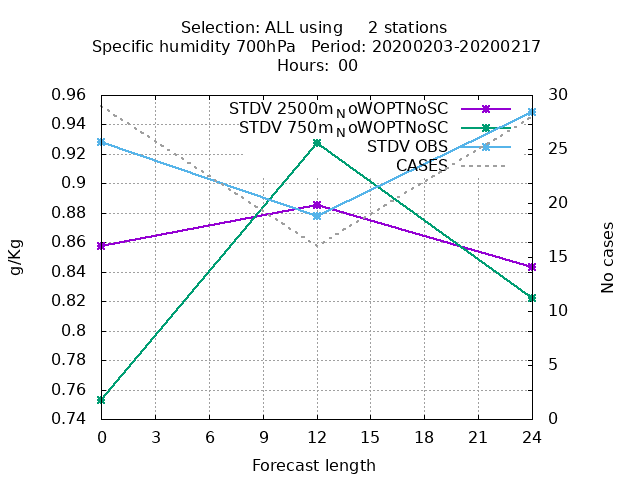 Selection: ALL using     2 stations
Specific humidity 700hPa   Period: 20200203-20200217
Hours: 00
STDV 2500m_NoWOPTNoSC
STDV 750m_NoWOPTNoSC
STDV OBS
CASES
0.96
0.94
0.92
0.9
0.88
0.86
0.84
0.82
0.8
0.78
0.76
0.74
g/Kg
30
25
20
15
10
5
0
No cases
0 3 6 9 12 15 18 21 24
Forecast length